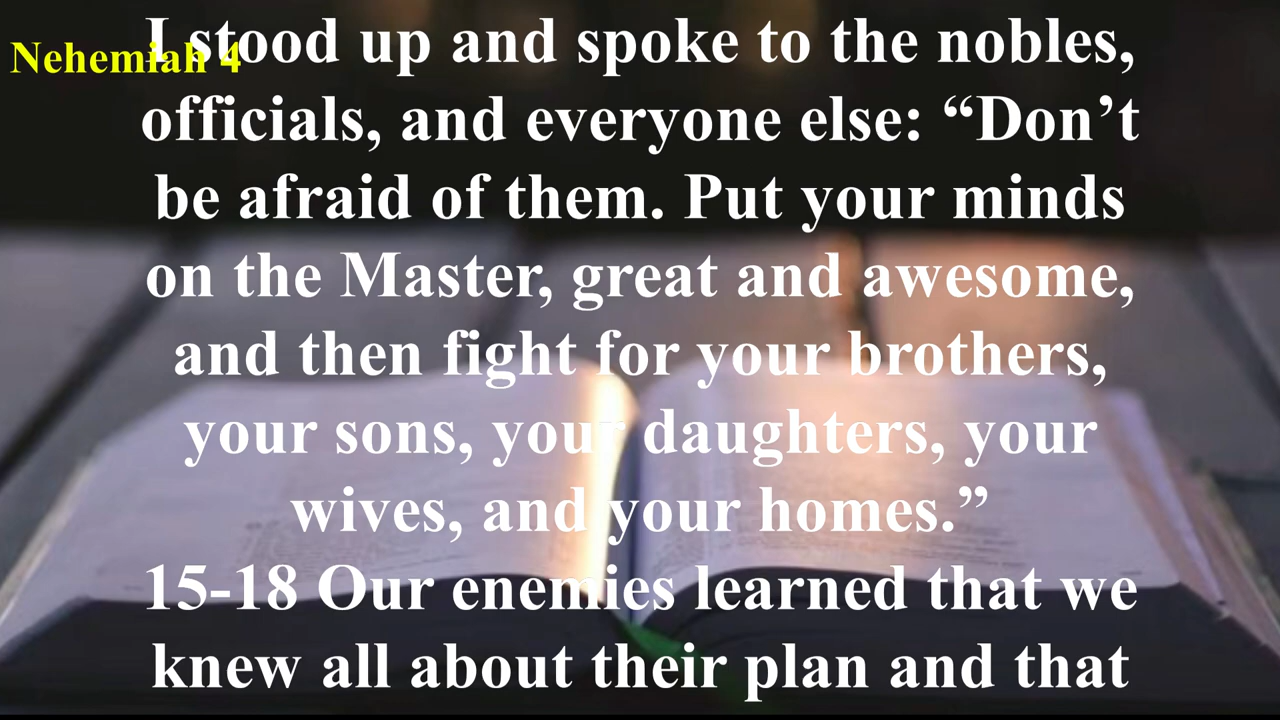 Nehemiah 4
I stood up and spoke to the nobles,
officials, and everyone else: “Don’t
be afraid of them. Put your minds
on the Master, great and awesome,
and then fight for your brothers,
your sons, your daughters, your
wives, and your homes.”
15-18 Our enemies learned that we
knew all about their plan and that